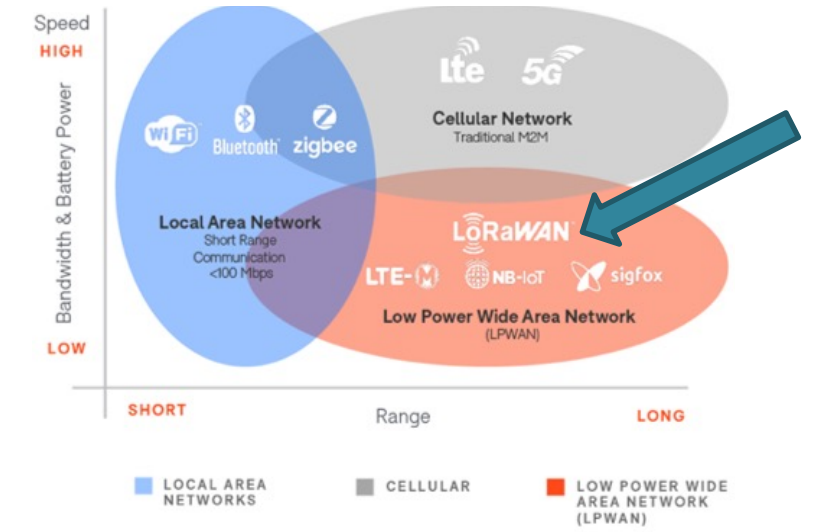 Speed
HIGH
Bandwidth & Battery Power
LOW
WiFi
Bluetooth
zigbee
Local Area Network
Short Range
Communication
<100 Mbps
Lte
5G
Cellular Network
Traditional M2M
LoRaWAN
LTE-M
NB-IoT
sigfox
Low Power Wide Area Network
(LPWAN)
SHORT
Range
LONG
LOCAL AREA
NETWORKS
CELLULAR
LOW POWER WIDE
AREA NETWORK
(LPWAN)